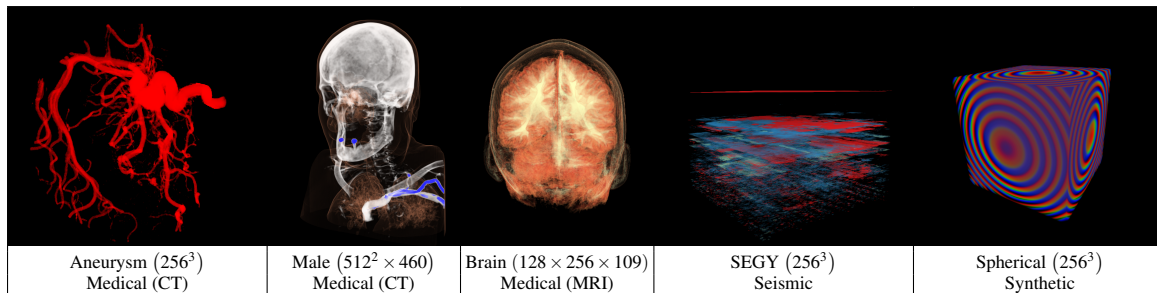 Aneurysm (256³)
Medical (CT)
Male (512² × 460)
Medical (CT)
Brain (128 × 256 × 109)
Medical (MRI)
SEGY (256³)
Seismic
Spherical (256³)
Synthetic